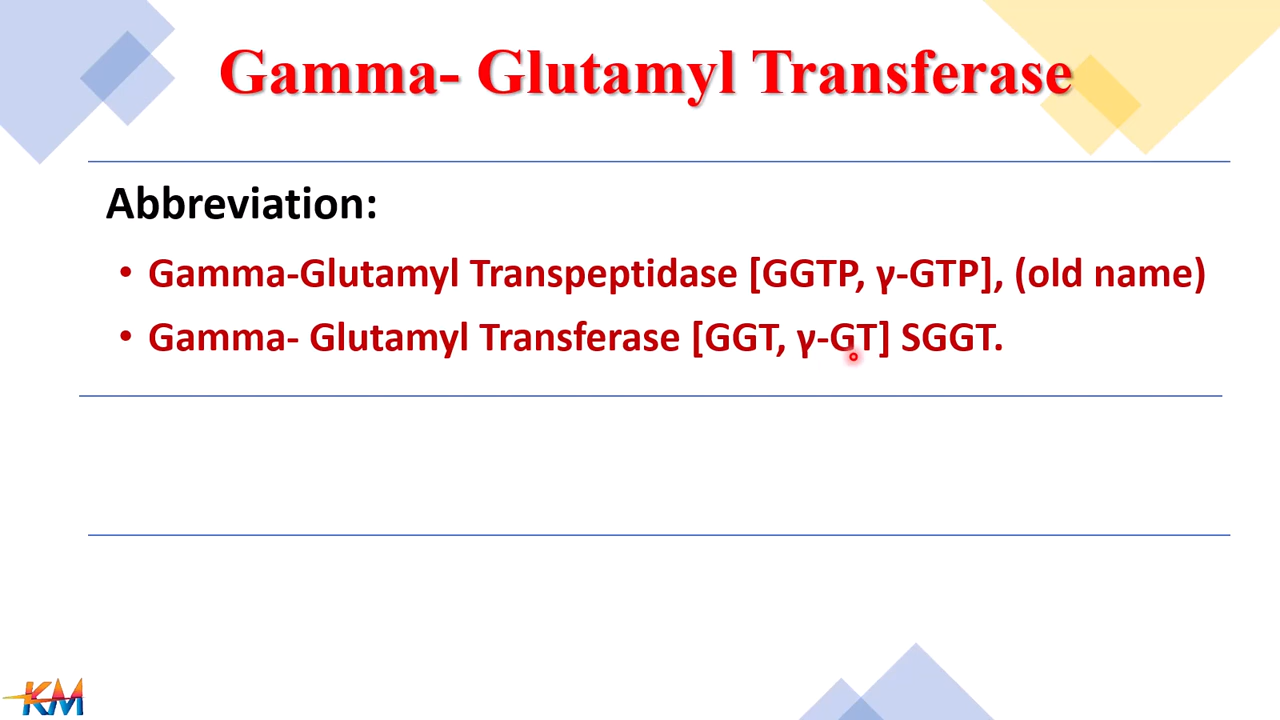 Gamma- Glutamyl Transferase
Abbreviation:
• Gamma-Glutamyl Transpeptidase [GGTP, γ-GTP], (old name)
• Gamma- Glutamyl Transferase [GGT, γ-GT] SGGT.
KM